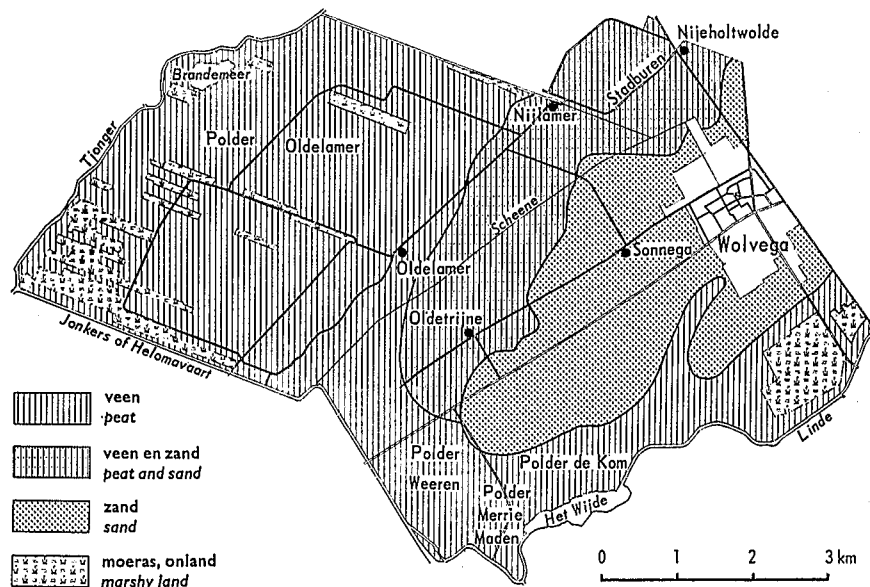 Nijeholtwolde
Stadburen
Brandemeer
Nijlamer
Tjonger
Polder
Oldelamer
Scheene
Oldelamer
Sonnega
Wolvega
Oldetrijne
Jonkers of Helomavaart
veen
peat
veen en zand
peat and sand
zand
sand
moeras, onland
marshy land
Polder
Weeren
Polder
Merrie
Maden
Polder de Kom
Het Wijde
Linde
0 1 2 3 km